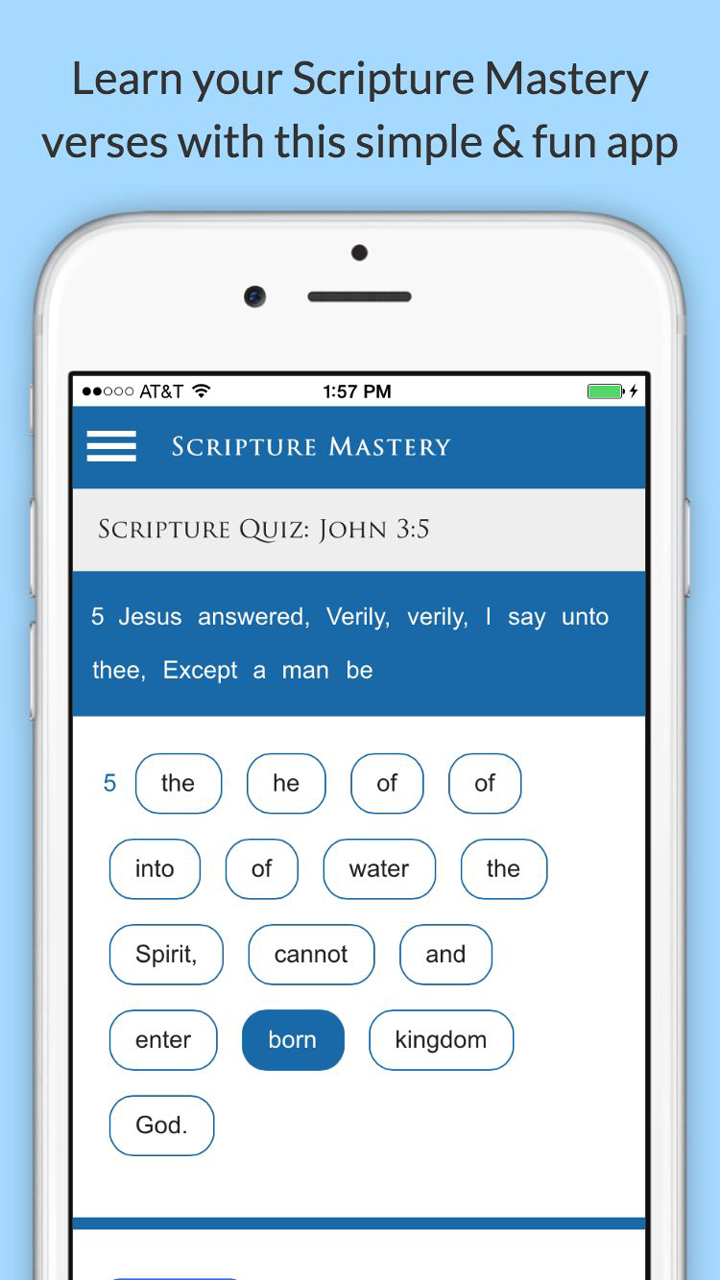 Learn your Scripture Mastery
verses with this simple & fun app
AT&T 1:57 PM
Scripture Mastery
Scripture Quiz: John 3:5
5 Jesus answered, Verily, verily, I say unto
thee, Except a man be
5 the he of of
into of water the
Spirit, cannot and
enter born kingdom
God.